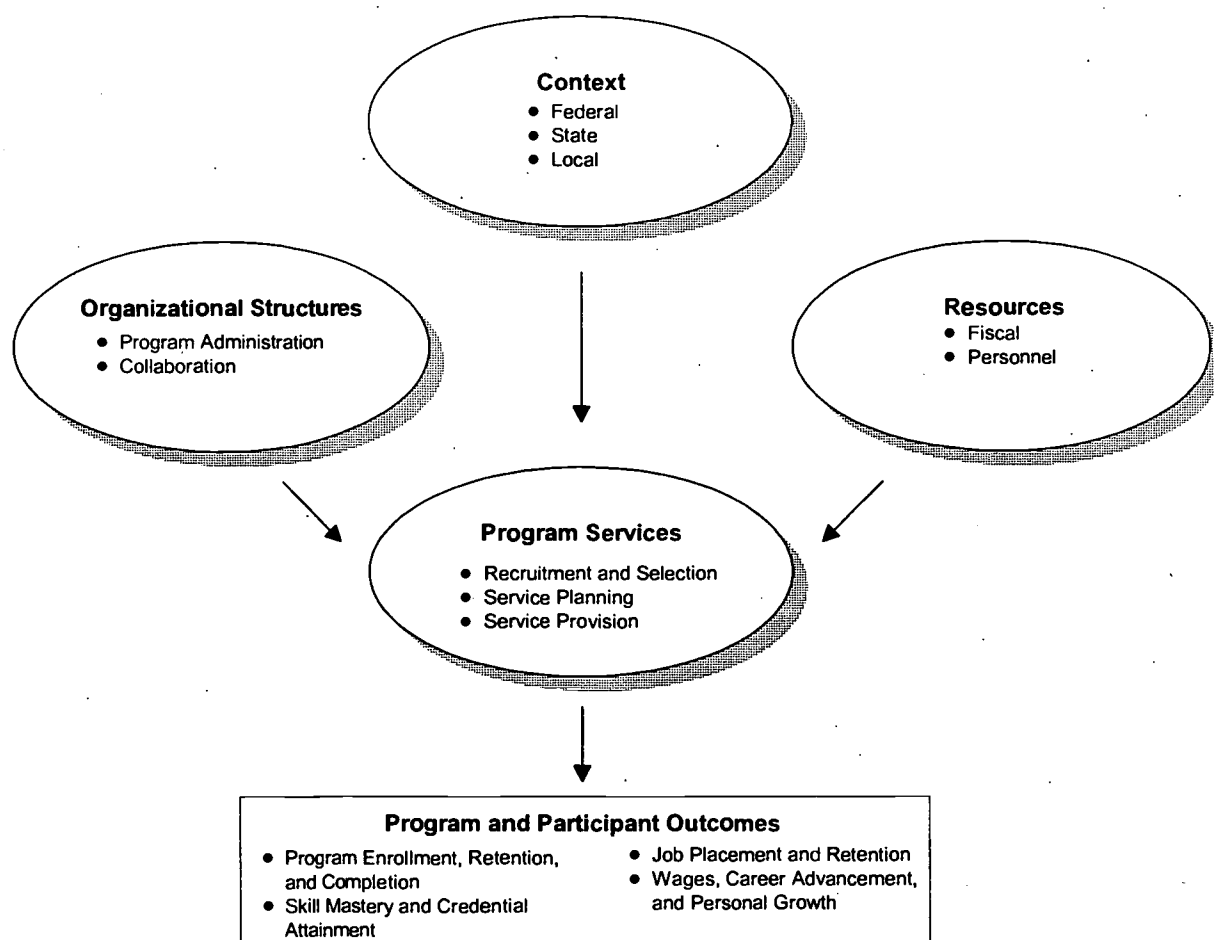 Context
● Federal
● State
● Local
Organizational Structures
● Program Administration
● Collaboration
Resources
● Fiscal
● Personnel
Program Services
● Recruitment and Selection
● Service Planning
● Service Provision
Program and Participant Outcomes
● Program Enrollment, Retention,
and Completion
● Skill Mastery and Credential
Attainment
● Job Placement and Retention
● Wages, Career Advancement,
and Personal Growth